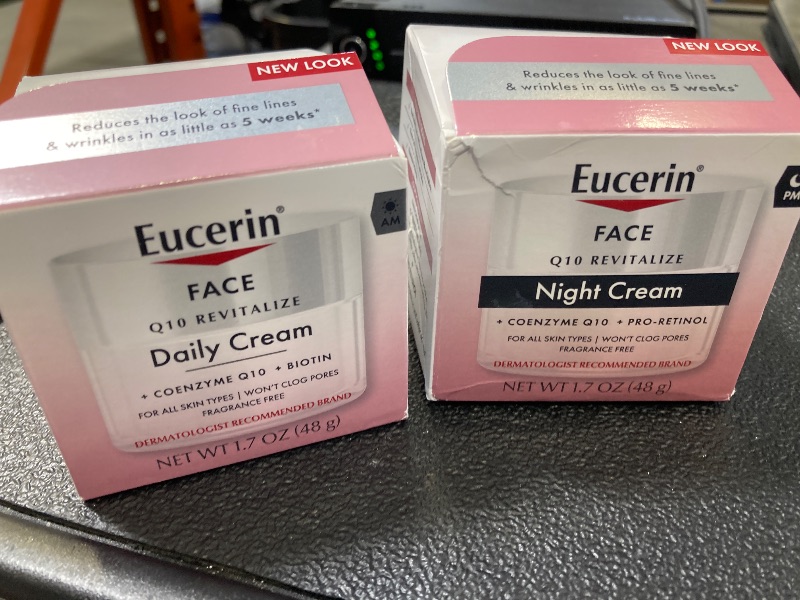 NEW LOOK
Reduces the look of fine lines
& wrinkles in as little as 5 weeks*
Eucerin®
AM
FACE
Q10 REVITALIZE
Daily Cream
+ COENZYME Q10 + BIOTIN
FOR ALL SKIN TYPES | WON'T CLOG PORES
FRAGRANCE FREE
DERMATOLOGIST RECOMMENDED BRAND
NET WT 1.7 OZ (48 g)
NEW LOOK
Reduces the look of fine lines
& wrinkles in as little as 5 weeks*
Eucerin®
PM
FACE
Q10 REVITALIZE
Night Cream
+ COENZYME Q10 + PRO-RETINOL
FOR ALL SKIN TYPES | WON'T CLOG PORES
FRAGRANCE FREE
DERMATOLOGIST RECOMMENDED BRAND
NET WT 1.7 OZ (48 g)